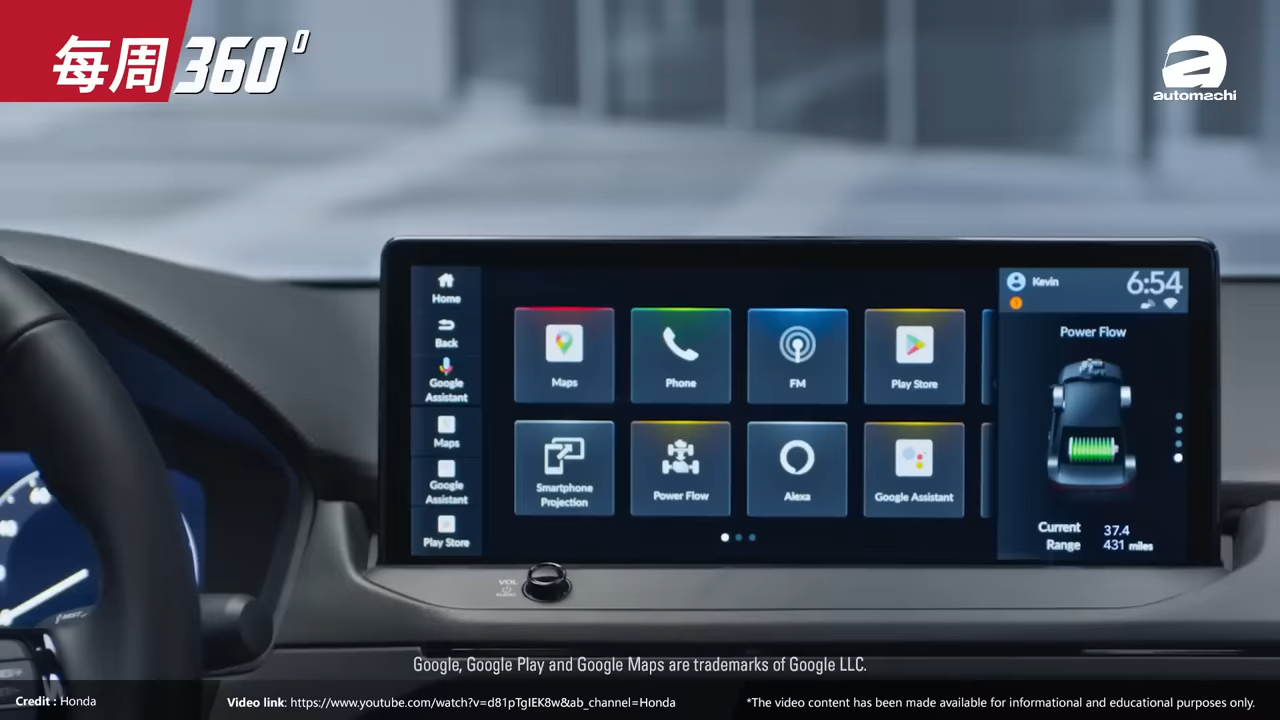 每周360°
automachi
Home
Back
Google
Assistant
Maps
Google
Assistant
Play Store
Maps
Phone
FM
Play Store
Smartphone
Projection
Power Flow
Alexa
Google Assistant
Kevin
6:54
Power Flow
Current 37.4
Range 431 miles
VOL
60
Google, Google Play and Google Maps are trademarks of Google LLC.
Credit : Honda
Video link: https://www.youtube.com/watch?v=d81pTgIEK8w&ab_channel=Honda
*The video content has been made available for informational and educational purposes only.